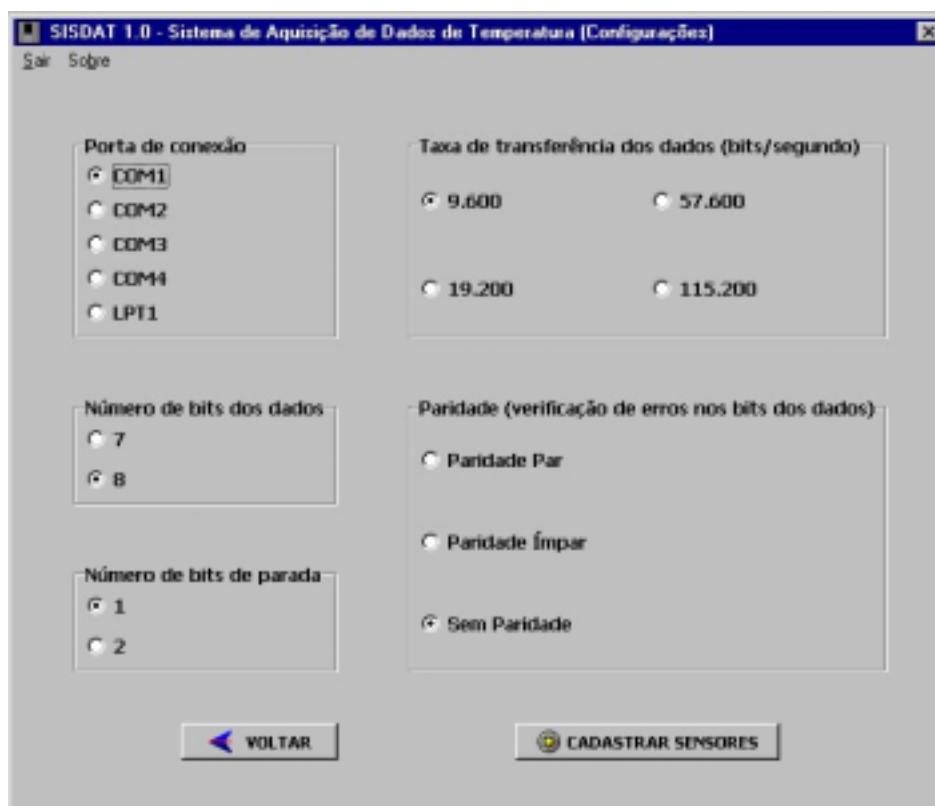 SISDAT 1.0 - Sistema de Aquisição de Dados de Temperatura (Configurações)
Sair Sobre
Porta de conexão
COM1
COM2
COM3
COM4
LPT1
Taxa de transferência dos dados (bits/segundo)
9.600 57.600
19.200 115.200
Número de bits dos dados
7
8
Paridade (verificação de erros nos bits dos dados)
Paridade Par
Paridade Ímpar
Sem Paridade
Número de bits de parada
1
2
VOLTAR
CADASTRAR SENSORES